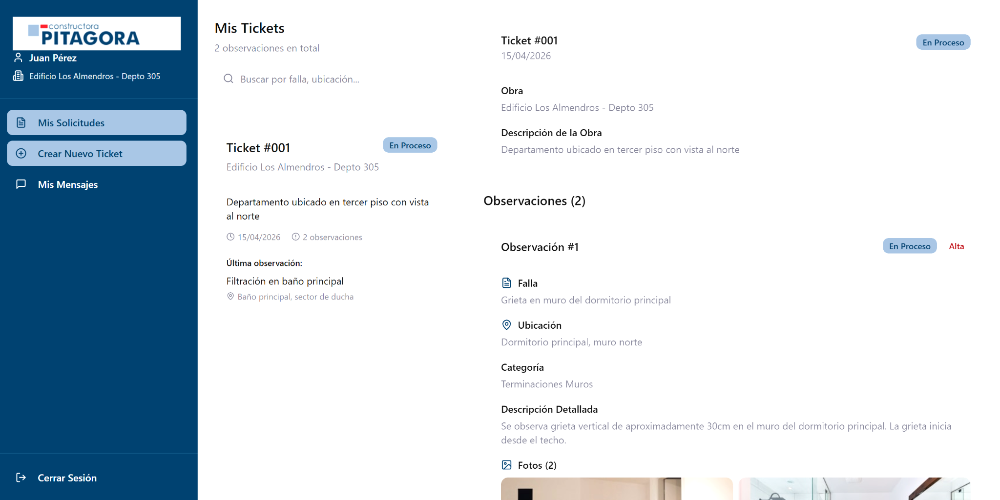 constructora
PITAGORA
Juan Pérez
Edificio Los Almendros - Depto 305
Mis Solicitudes
Crear Nuevo Ticket
Mis Mensajes
Cerrar Sesión
Mis Tickets
2 observaciones en total
Buscar por falla, ubicación...
Ticket #001
En Proceso
Edificio Los Almendros - Depto 305
Departamento ubicado en tercer piso con vista
al norte
15/04/2026
2 observaciones
Última observación:
Filtración en baño principal
Baño principal, sector de ducha
Ticket #001
En Proceso
15/04/2026
Obra
Edificio Los Almendros - Depto 305
Descripción de la Obra
Departamento ubicado en tercer piso con vista al norte
Observaciones (2)
Observación #1
En Proceso
Alta
Falla
Grieta en muro del dormitorio principal
Ubicación
Dormitorio principal, muro norte
Categoría
Terminaciones Muros
Descripción Detallada
Se observa grieta vertical de aproximadamente 30cm en el muro del dormitorio principal. La grieta inicia
desde el techo.
Fotos (2)